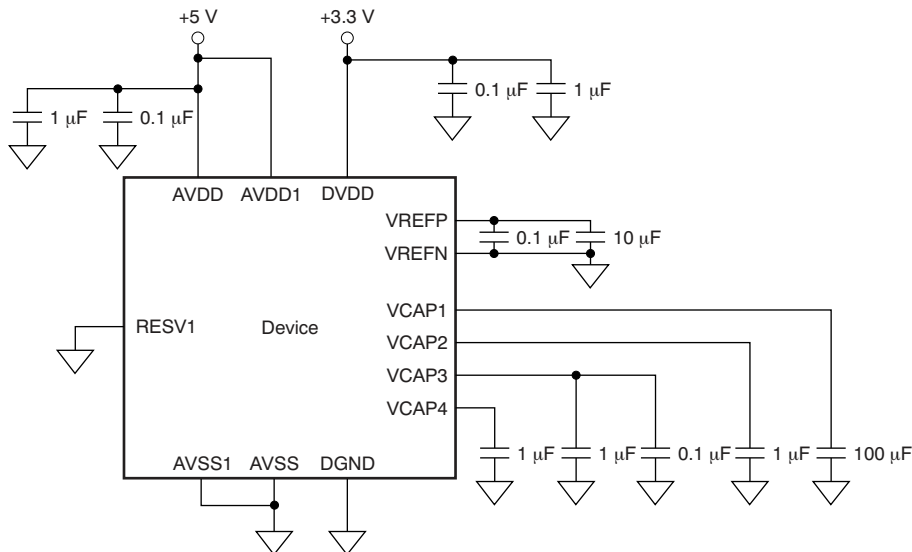 +5 V
+3.3 V
1 μF
0.1 μF
0.1 μF
1 μF
AVDD
AVDD1
DVDD
VREFP
0.1 μF
10 μF
VREFN
VCAP1
RESV1
Device
VCAP2
VCAP3
VCAP4
1 μF
1 μF
0.1 μF
1 μF
100 μF
AVSS1
AVSS
DGND